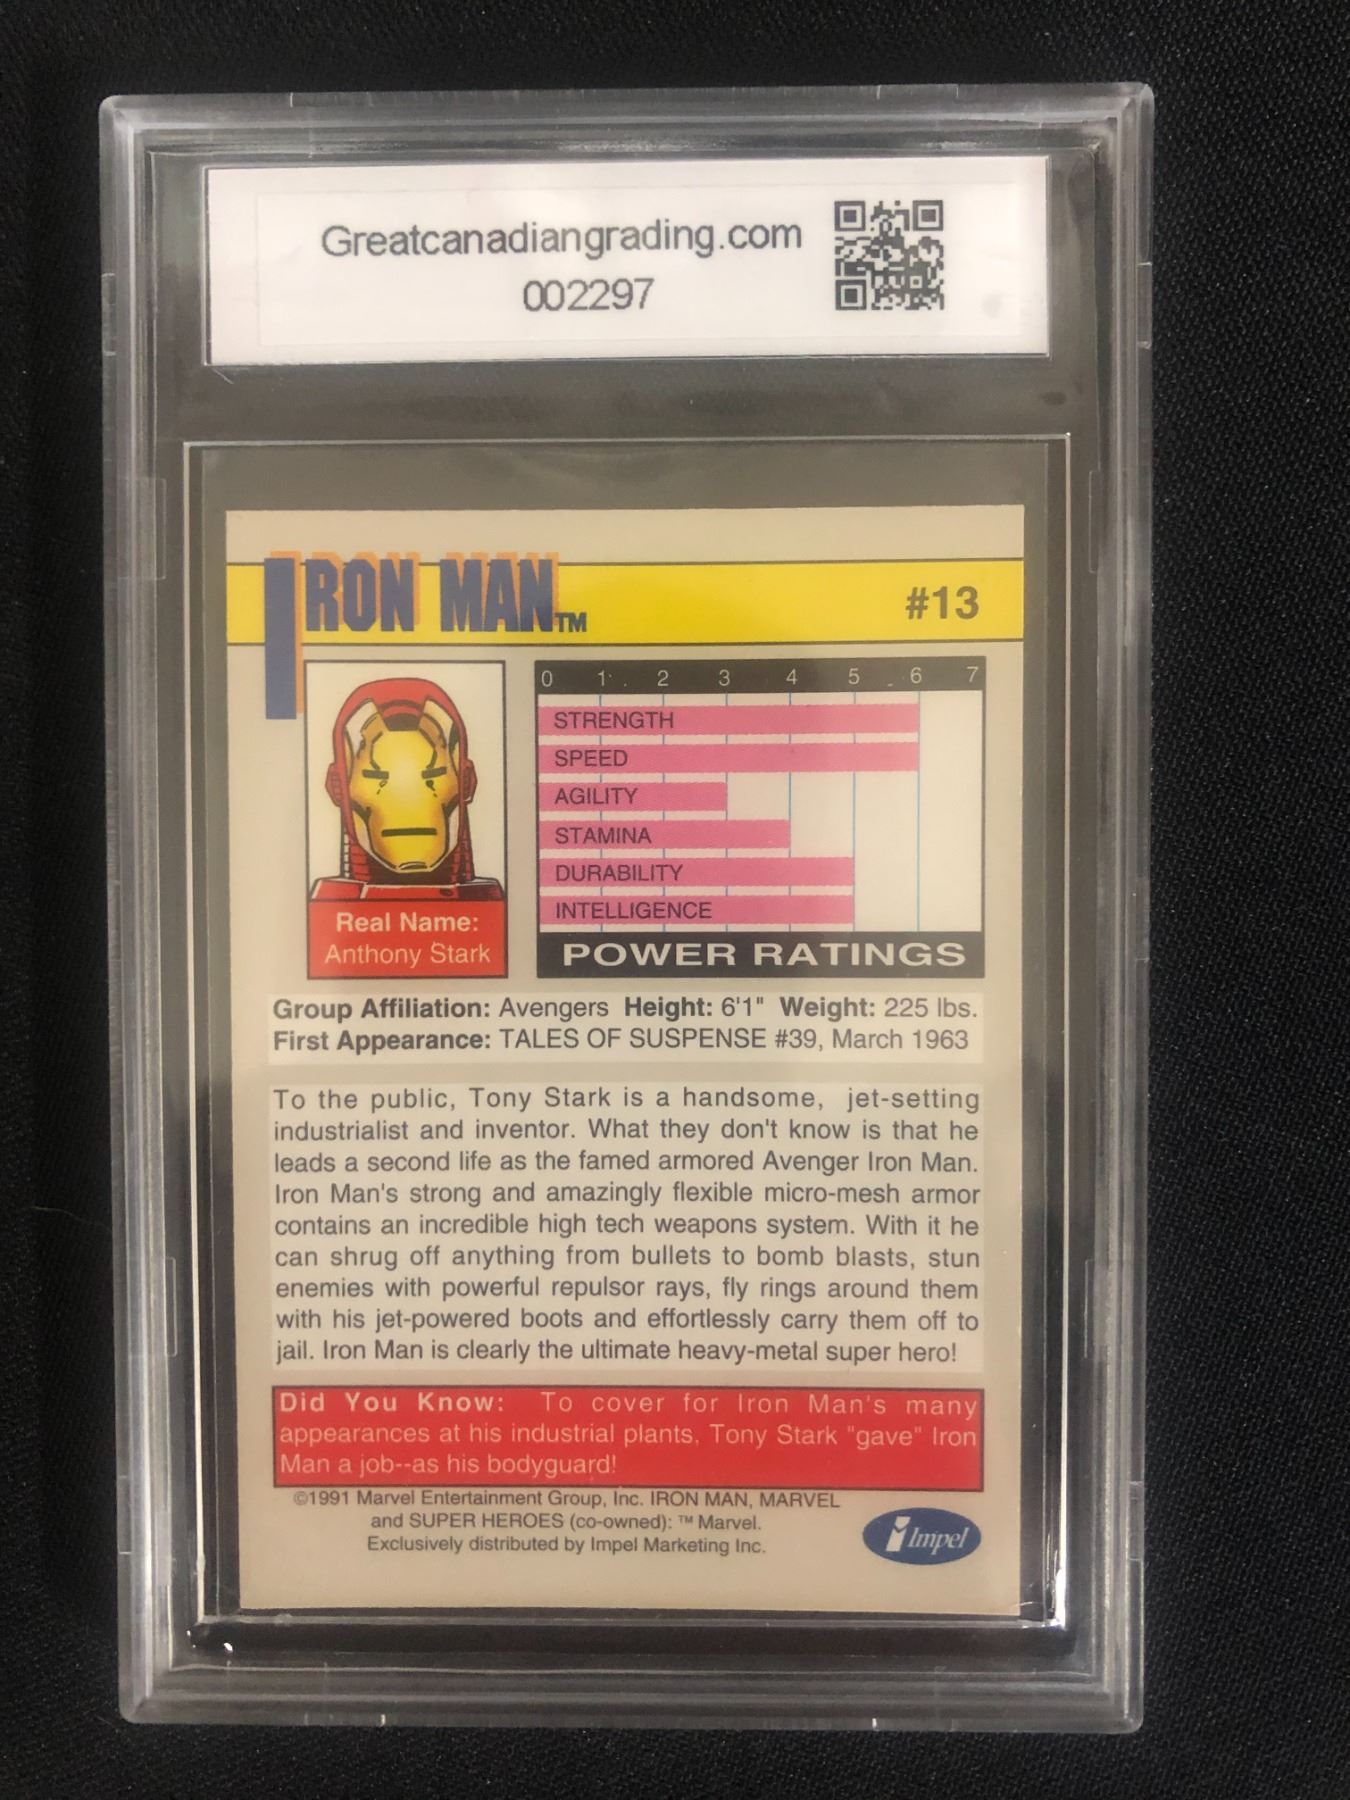 Greatcanadiangrading.com
002297
IRON MAN™
#13
0 1 2 3 4 5 6 7
STRENGTH
SPEED
AGILITY
STAMINA
DURABILITY
INTELLIGENCE
POWER RATINGS
Real Name:
Anthony Stark
Group Affiliation: Avengers Height: 6'1" Weight: 225 lbs.
First Appearance: TALES OF SUSPENSE #39, March 1963
To the public, Tony Stark is a handsome, jet-setting
industrialist and inventor. What they don't know is that he
leads a second life as the famed armored Avenger Iron Man.
Iron Man's strong and amazingly flexible micro-mesh armor
contains an incredible high tech weapons system. With it he
can shrug off anything from bullets to bomb blasts, stun
enemies with powerful repulsor rays, fly rings around them
with his jet-powered boots and effortlessly carry them off to
jail. Iron Man is clearly the ultimate heavy-metal super hero!
Did You Know: To cover for Iron Man's many
appearances at his industrial plants, Tony Stark "gave" Iron
Man a job--as his bodyguard!
©1991 Marvel Entertainment Group, Inc. IRON MAN, MARVEL
and SUPER HEROES (co-owned): ™ Marvel.
Exclusively distributed by Impel Marketing Inc.
Impel